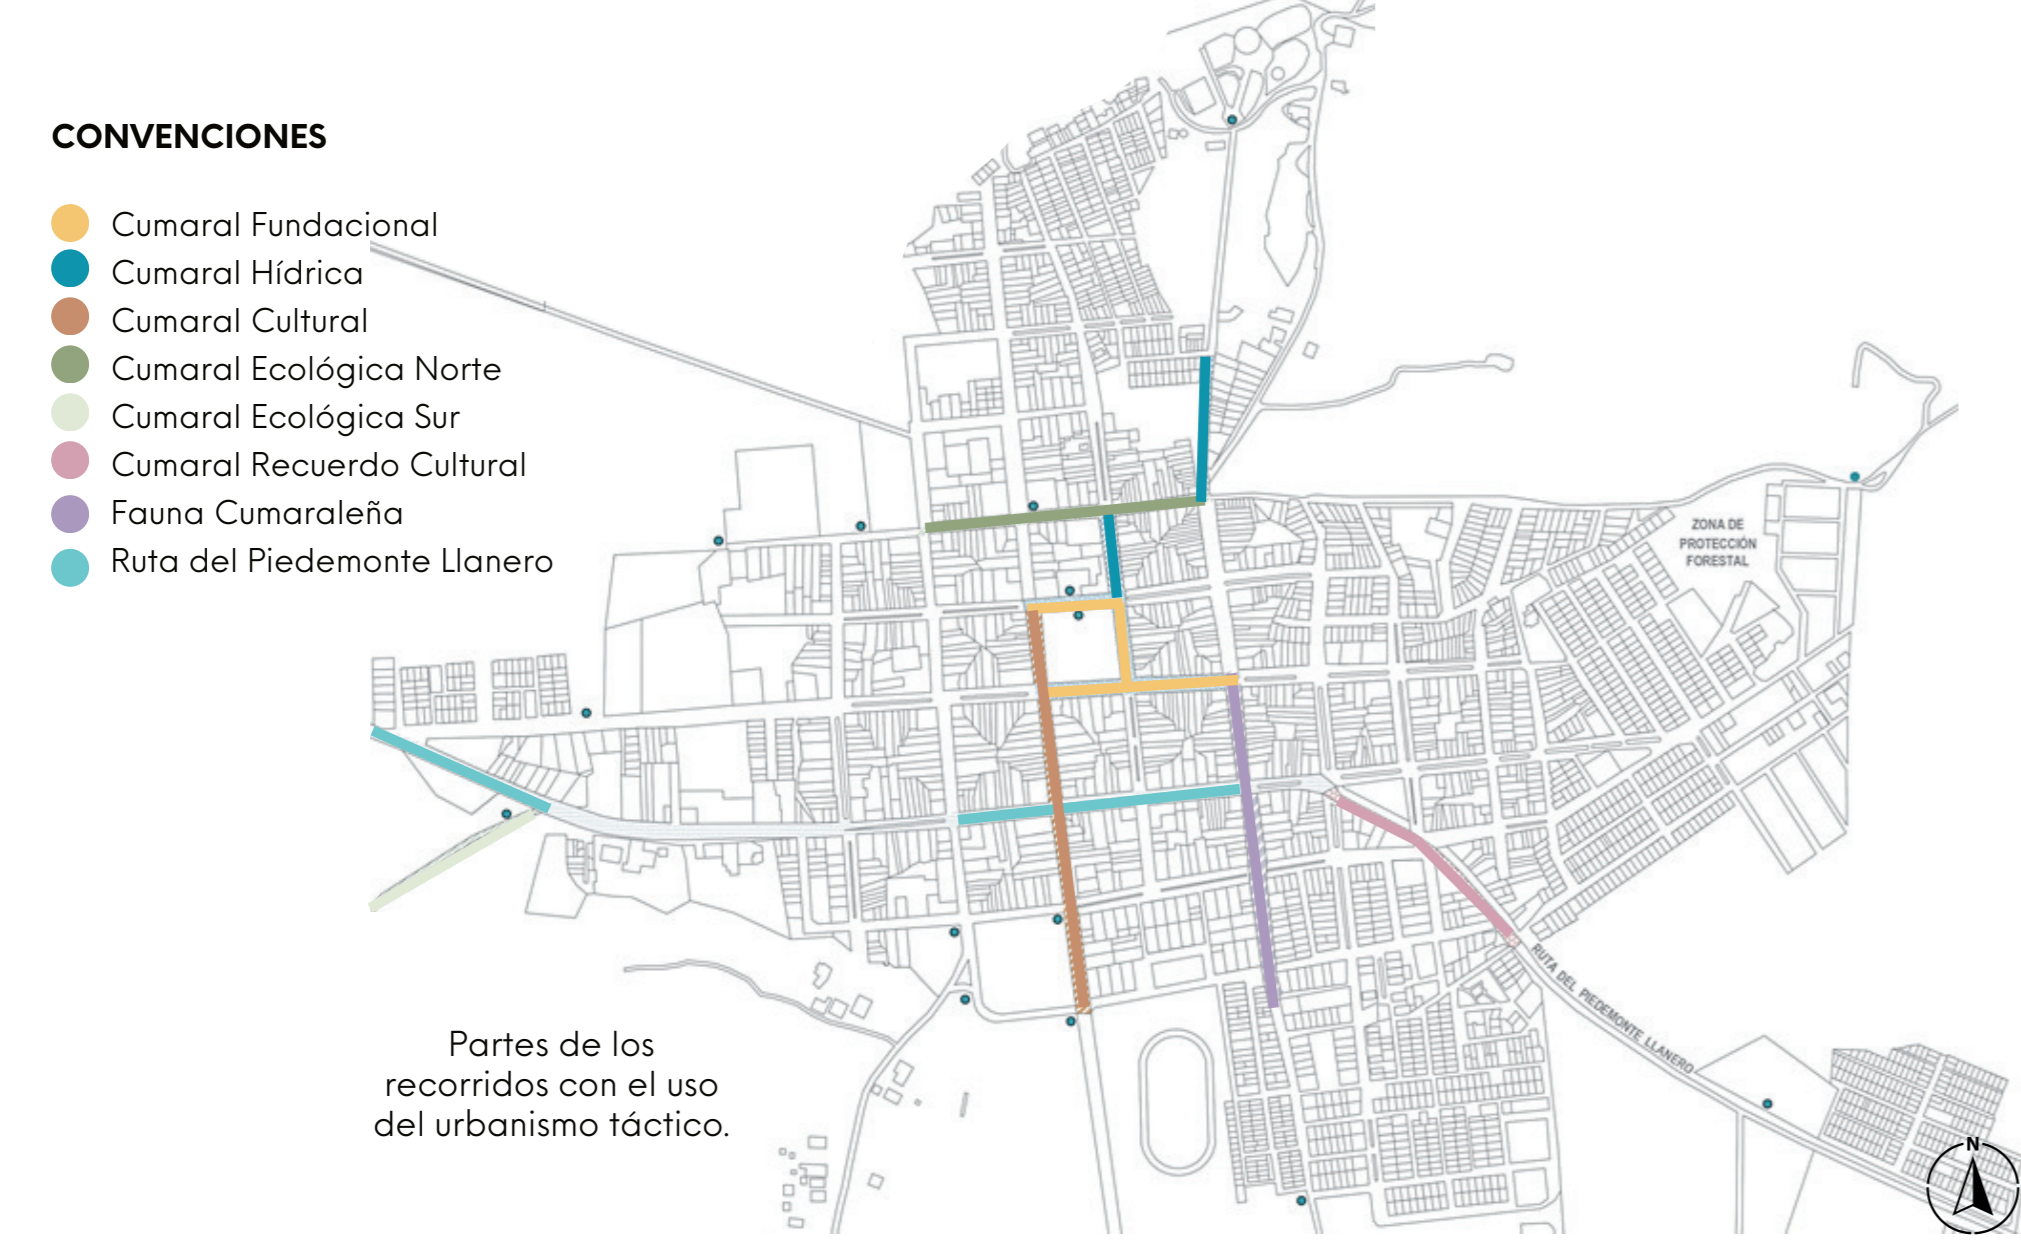 CONVENCIONES
Cumaral Fundacional
Cumaral Hídrica
Cumaral Cultural
Cumaral Ecológica Norte
Cumaral Ecológica Sur
Cumaral Recuerdo Cultural
Fauna Cumaraleña
Ruta del Piedemonte Llanero
ZONA DE
PROTECCIÓN
FORESTAL
RUTA DEL PIEDEMONTE LLANERO
Partes de los
recorridos con el uso
del urbanismo táctico.
N